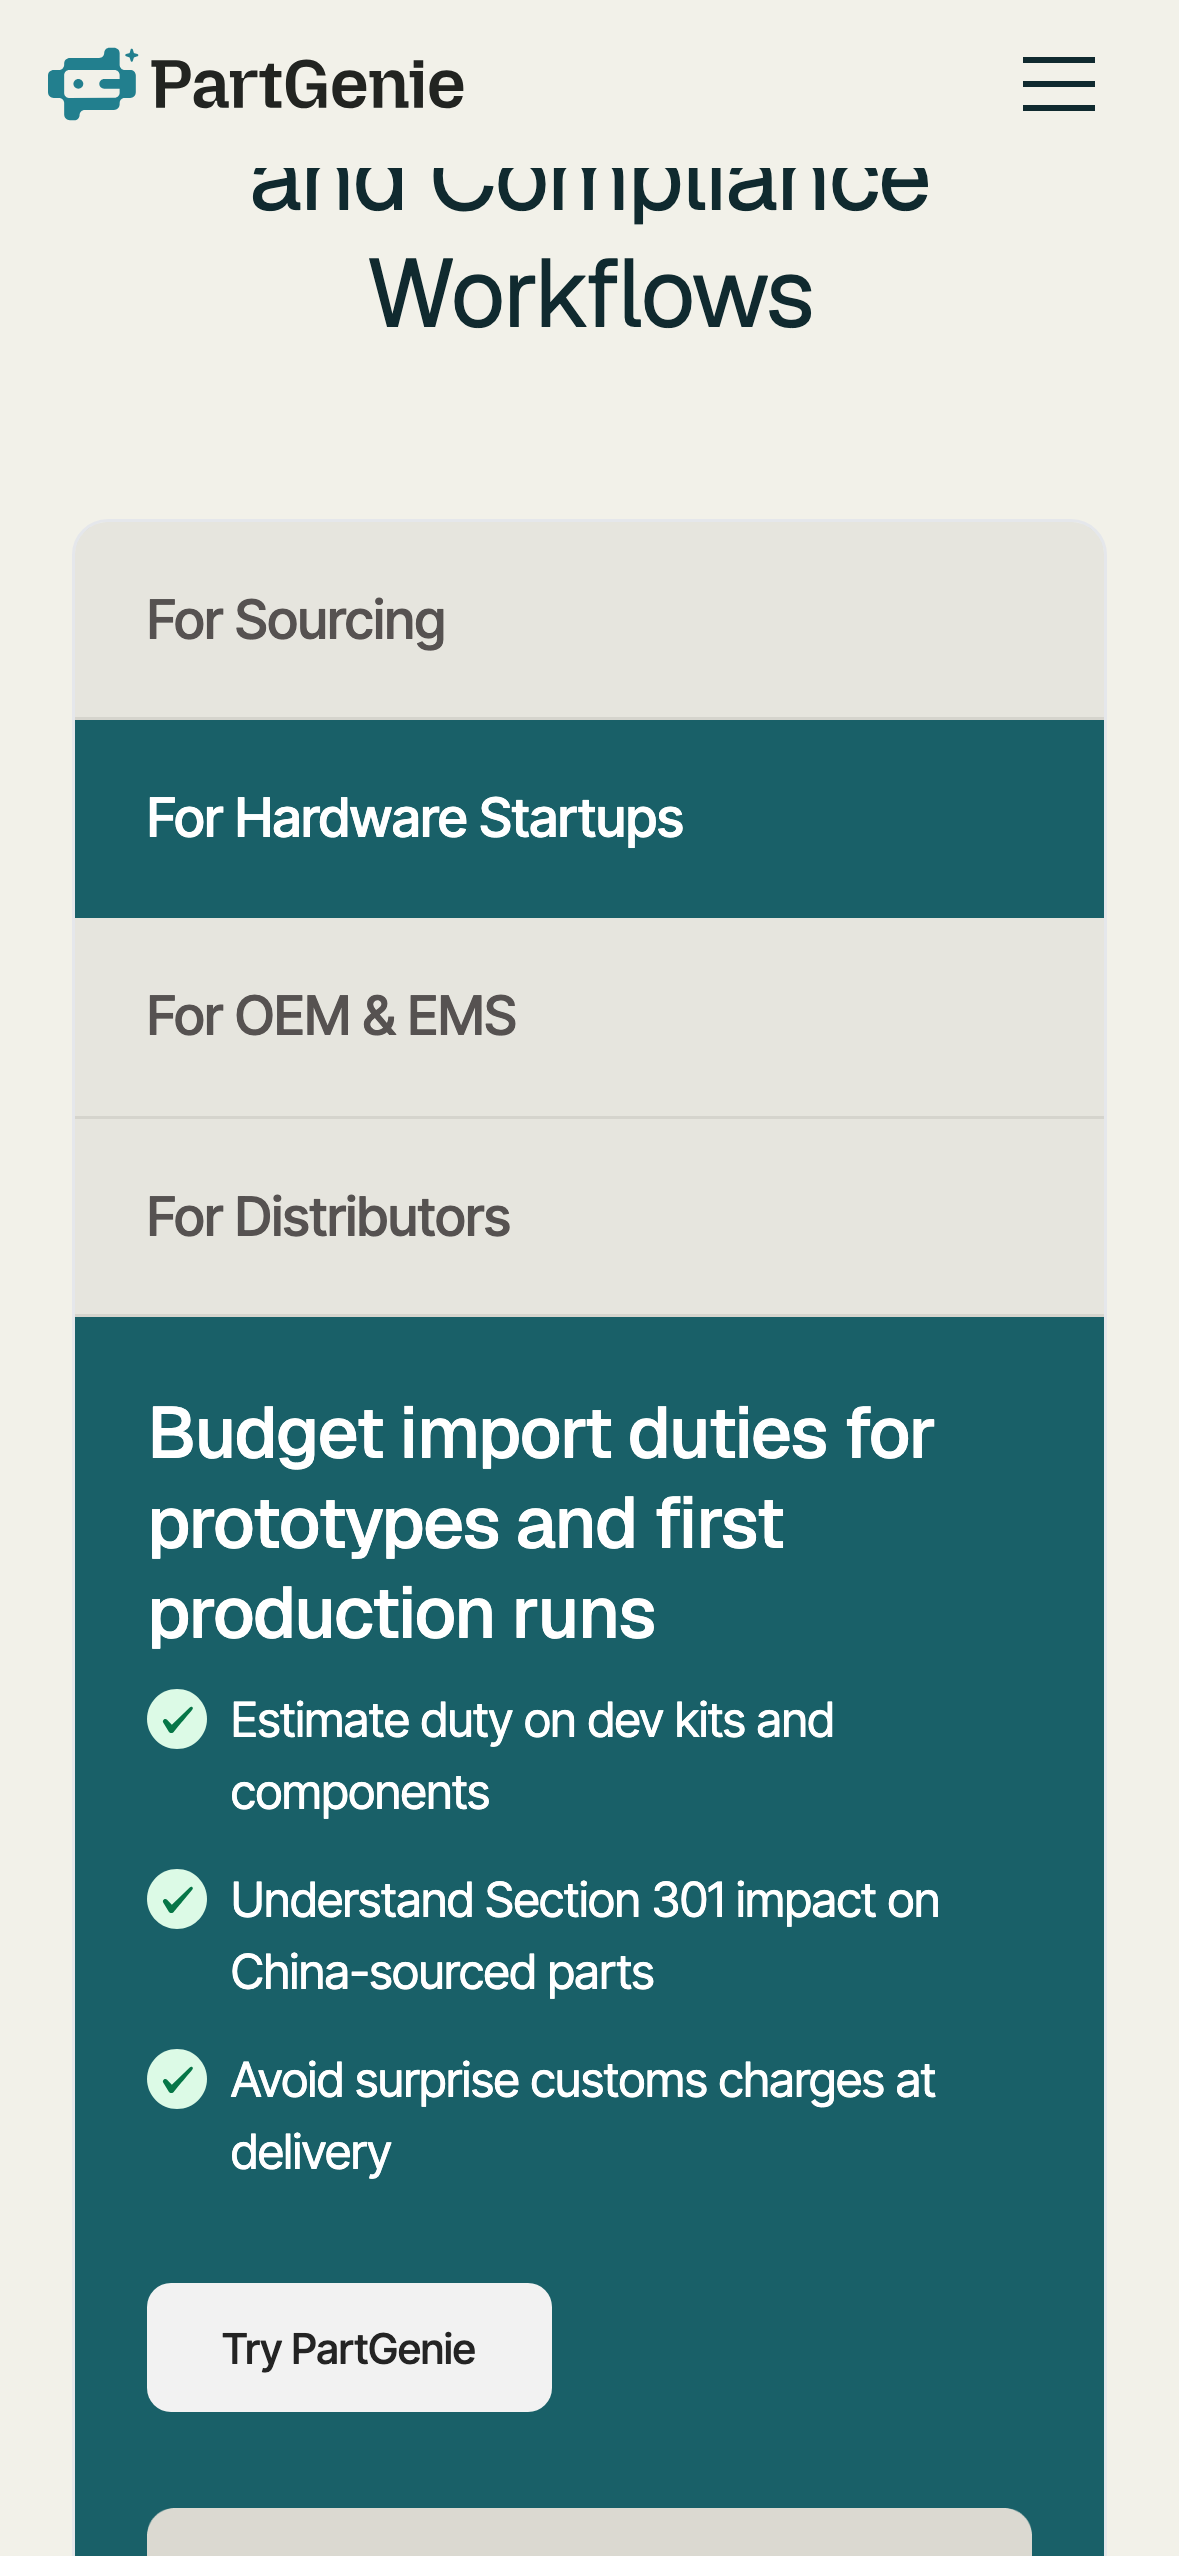 PartGenie
and Compliance
Workflows
For Sourcing
For Hardware Startups
For OEM & EMS
For Distributors
Budget import duties for
prototypes and first
production runs
Estimate duty on dev kits and
components
Understand Section 301 impact on
China-sourced parts
Avoid surprise customs charges at
delivery
Try PartGenie